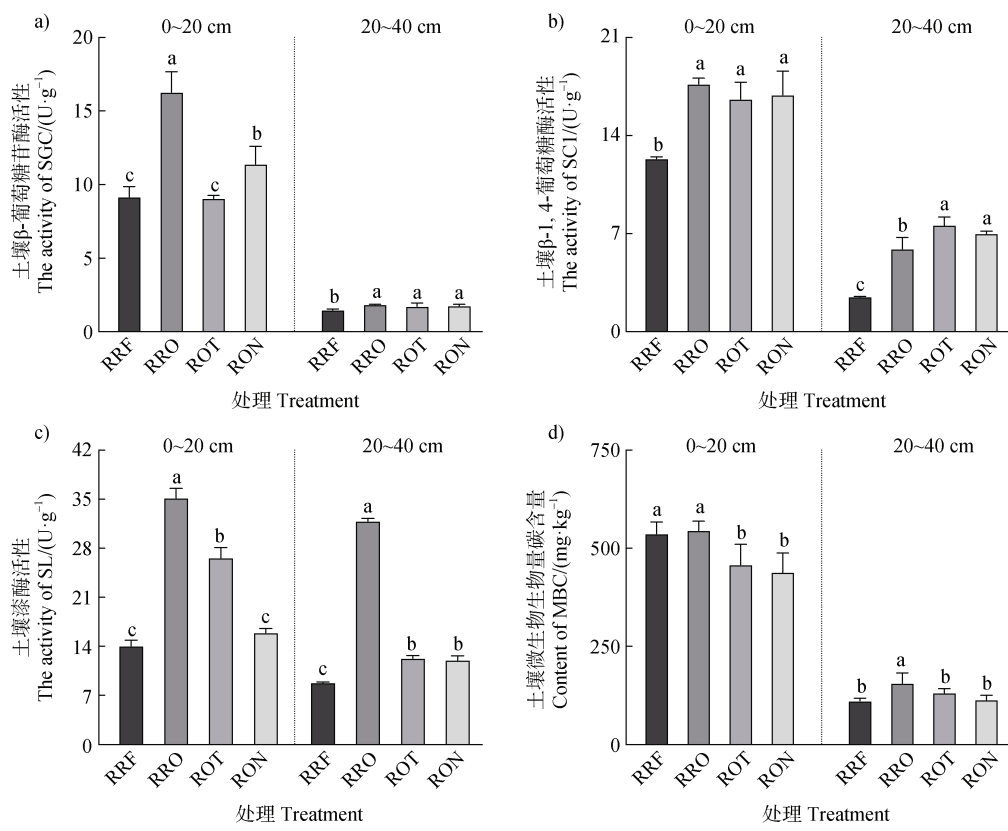 a)
0~20 cm
20~40 cm
土壤β-葡萄糖苷酶活性
The activity of SGC/(U·g⁻¹)
20
15
10
5
0
c
a
c
b
b
a
a
a
RRF
RRO
ROT
RON
RRF
RRO
ROT
RON
处理 Treatment
b)
0~20 cm
20~40 cm
土壤β-1, 4-葡萄糖酶活性
The activity of SC1/(U·g⁻¹)
21
14
7
0
b
a
a
a
c
b
a
a
RRF
RRO
ROT
RON
RRF
RRO
ROT
RON
处理 Treatment
c)
0~20 cm
20~40 cm
土壤漆酶活性
The activity of SL/(U·g⁻¹)
42
35
28
21
14
7
0
c
a
b
c
c
a
b
b
RRF
RRO
ROT
RON
RRF
RRO
ROT
RON
处理 Treatment
d)
0~20 cm
20~40 cm
土壤微生物生物量碳含量
Content of MBC/(mg·kg⁻¹)
750
500
250
0
a
a
b
b
b
a
b
b
RRF
RRO
ROT
RON
RRF
RRO
ROT
RON
处理 Treatment